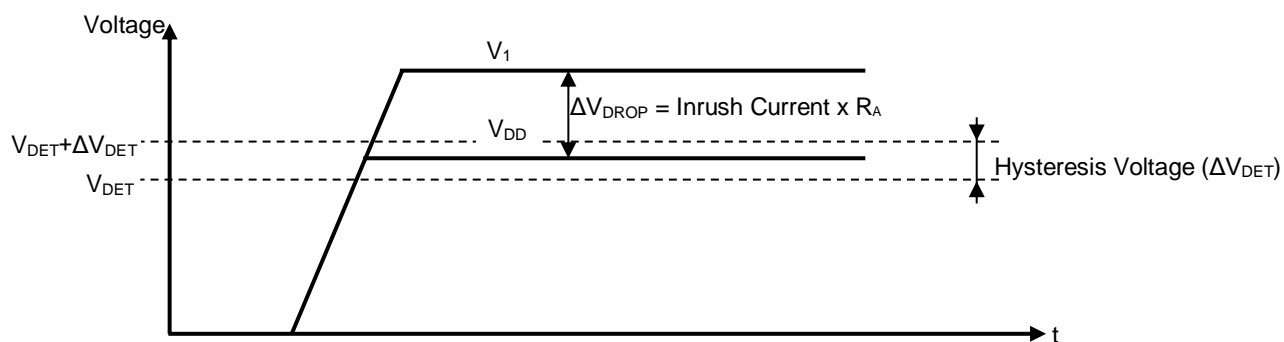 Voltage
V1
ΔVDROP = Inrush Current x RA
VDD
VDET+ΔVDET
Hysteresis Voltage (ΔVDET)
VDET
t